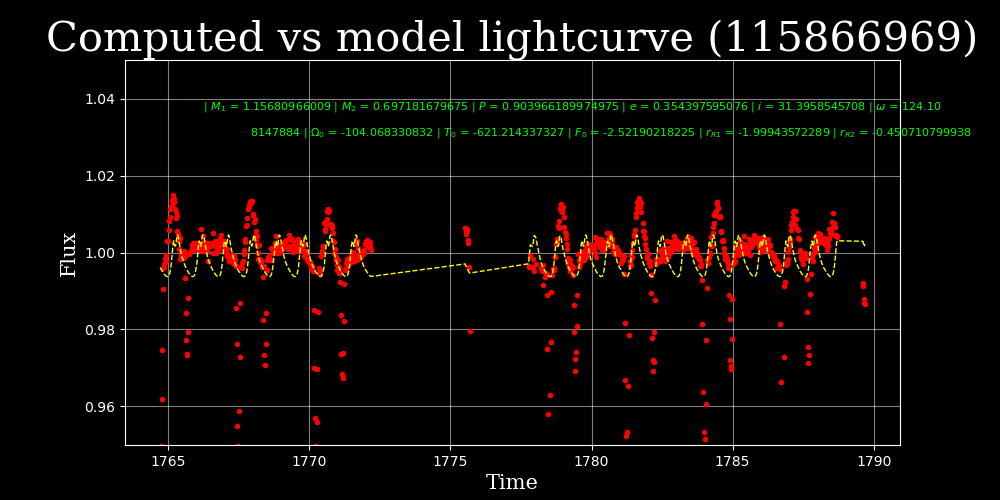 Computed vs model lightcurve (115866969)
| M₁ = 1.15680966009 | M₂ = 0.697181679675 | P = 0.903966189974975 | e = 0.354397595076 | i = 31.3958545708 | ω = 124.10
8147884 | Ω₀ = -104.068330832 | T₀ = -621.214337327 | F₀ = -2.52190218225 | r_R1 = -1.99943572289 | r_R2 = -0.450710799938
1.04
1.02
1.00
0.98
0.96
Flux
1765 1770 1775 1780 1785 1790
Time